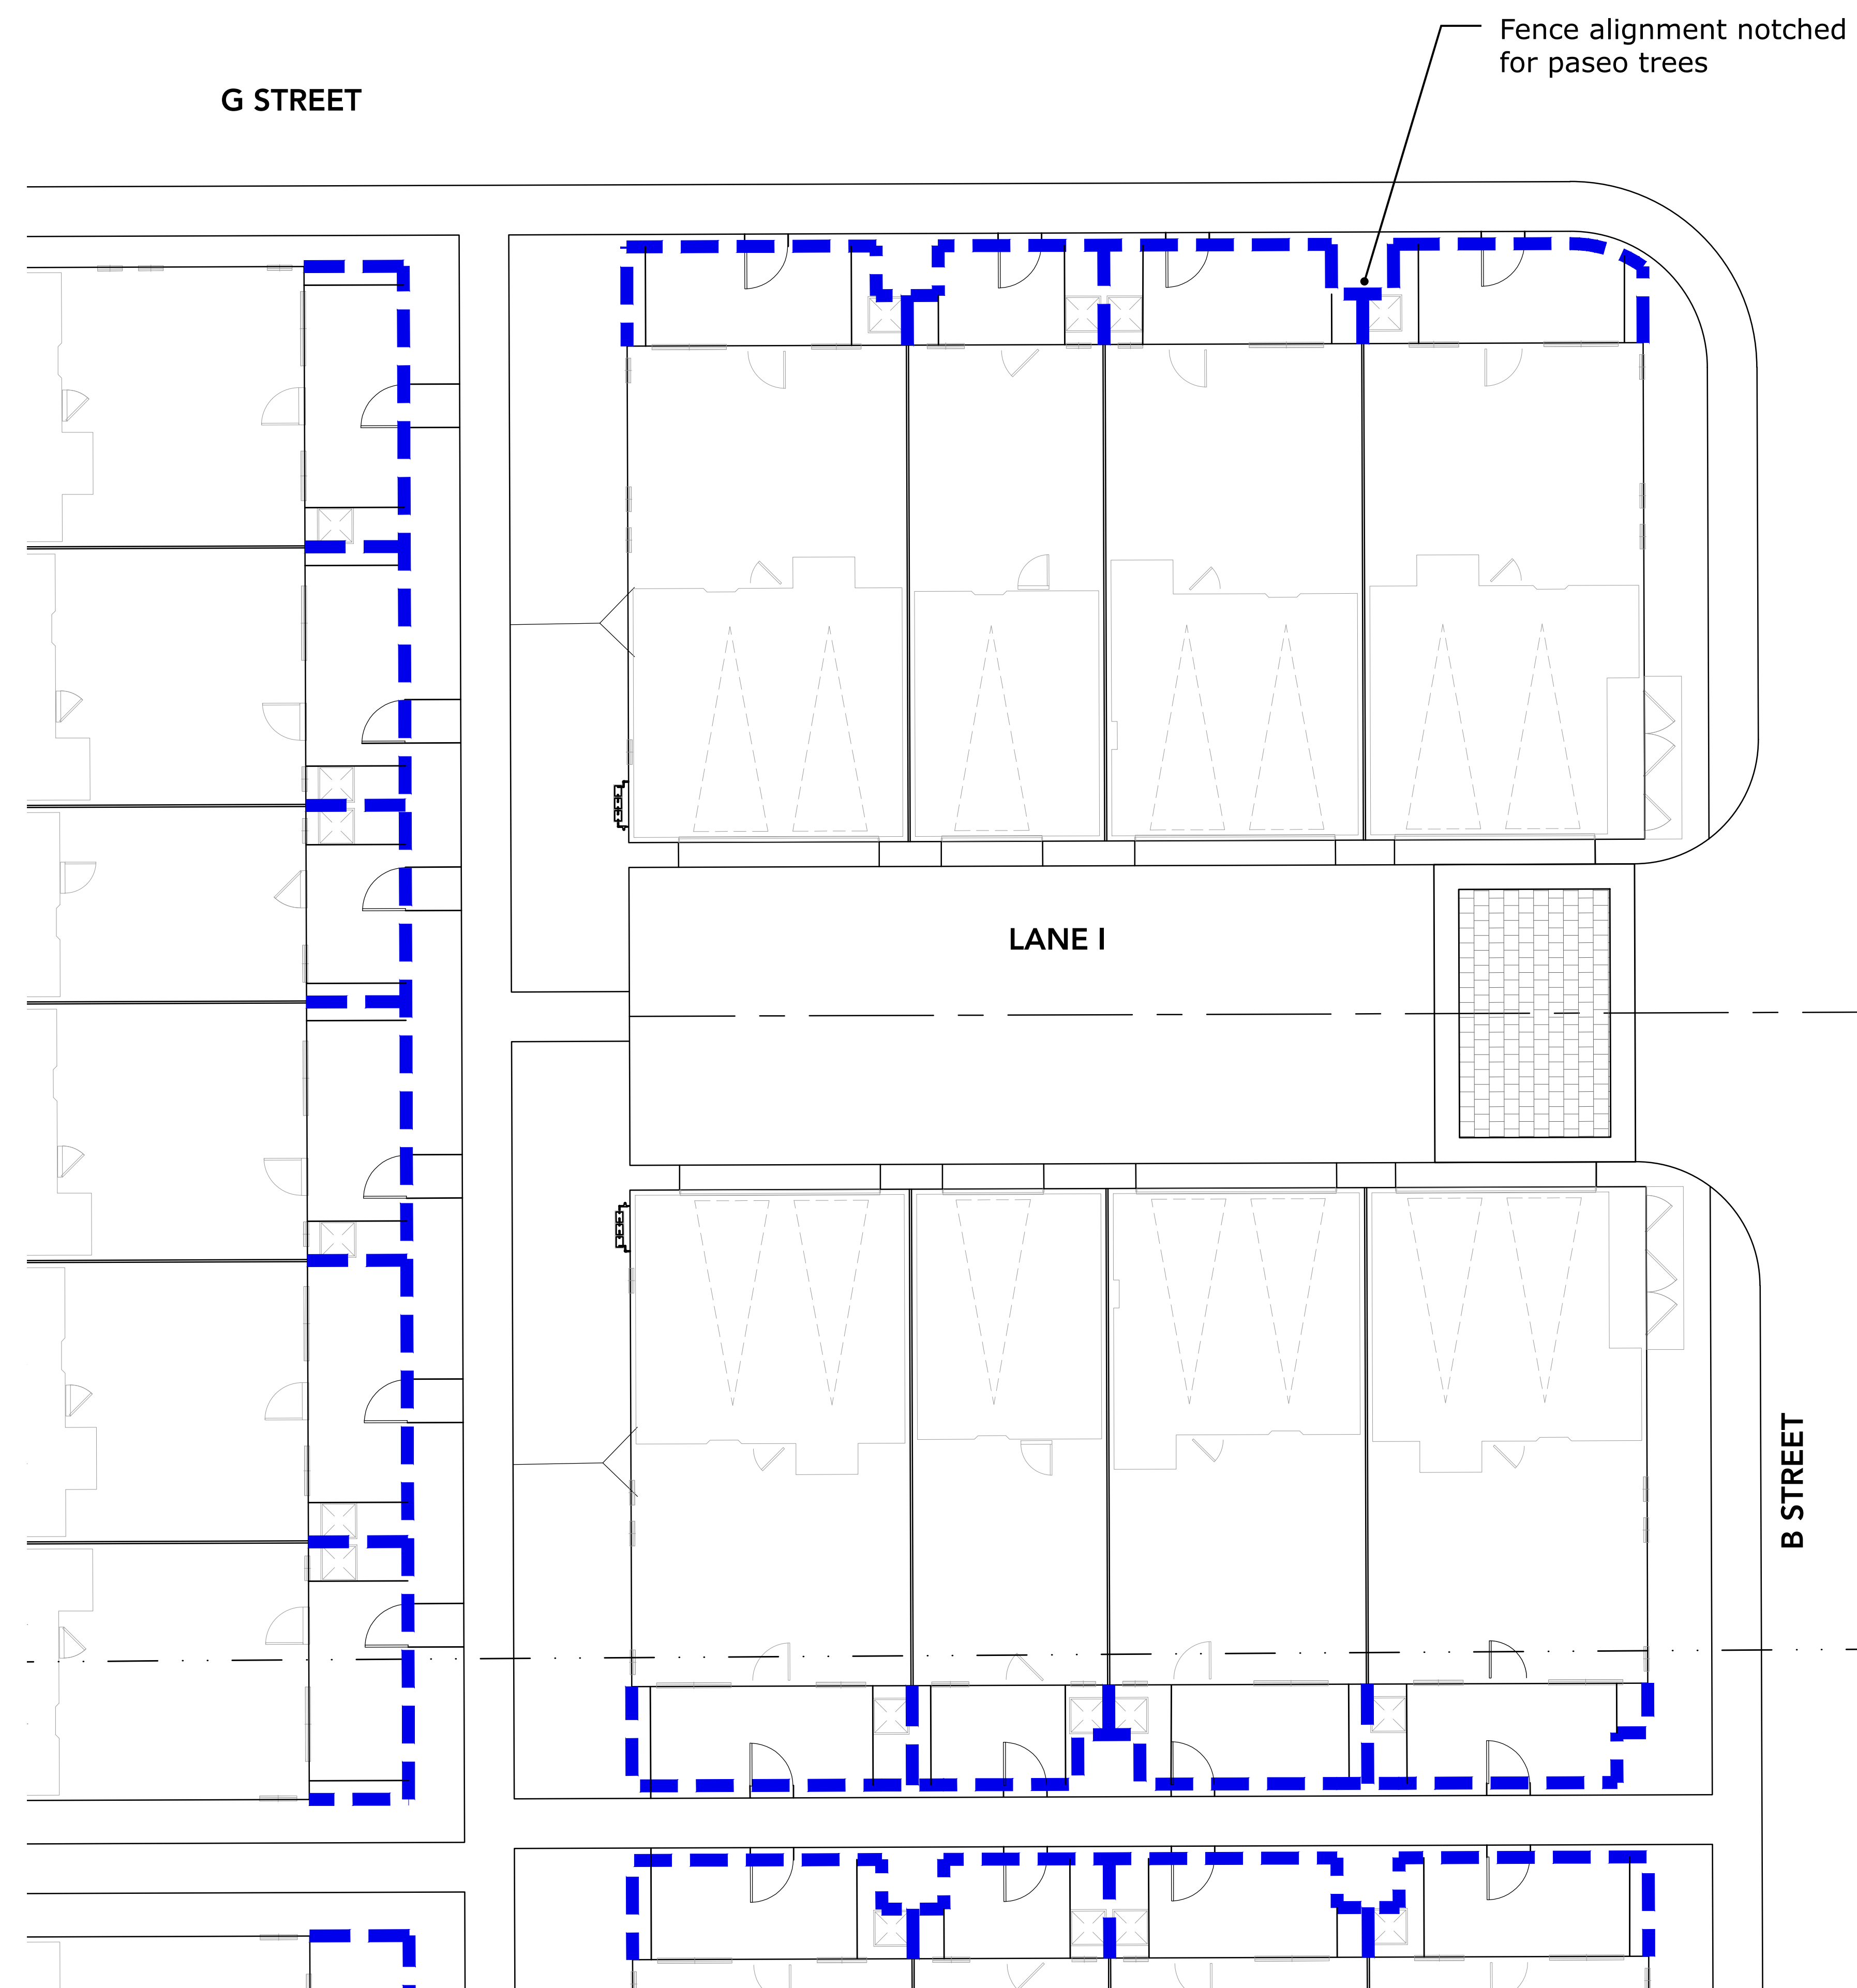 Fence alignment notched
for paseo trees
G STREET
LANE I
B STREET